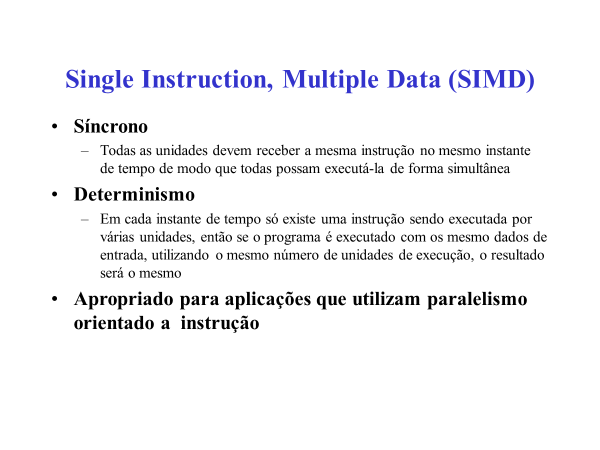 Single Instruction, Multiple Data (SIMD)
• Síncrono
– Todas as unidades devem receber a mesma instrução no mesmo instante
de tempo de modo que todas possam executá-la de forma simultânea
• Determinismo
– Em cada instante de tempo só existe uma instrução sendo executada por
várias unidades, então se o programa é executado com os mesmo dados de
entrada, utilizando o mesmo número de unidades de execução, o resultado
será o mesmo
• Apropriado para aplicações que utilizam paralelismo
orientado a instrução